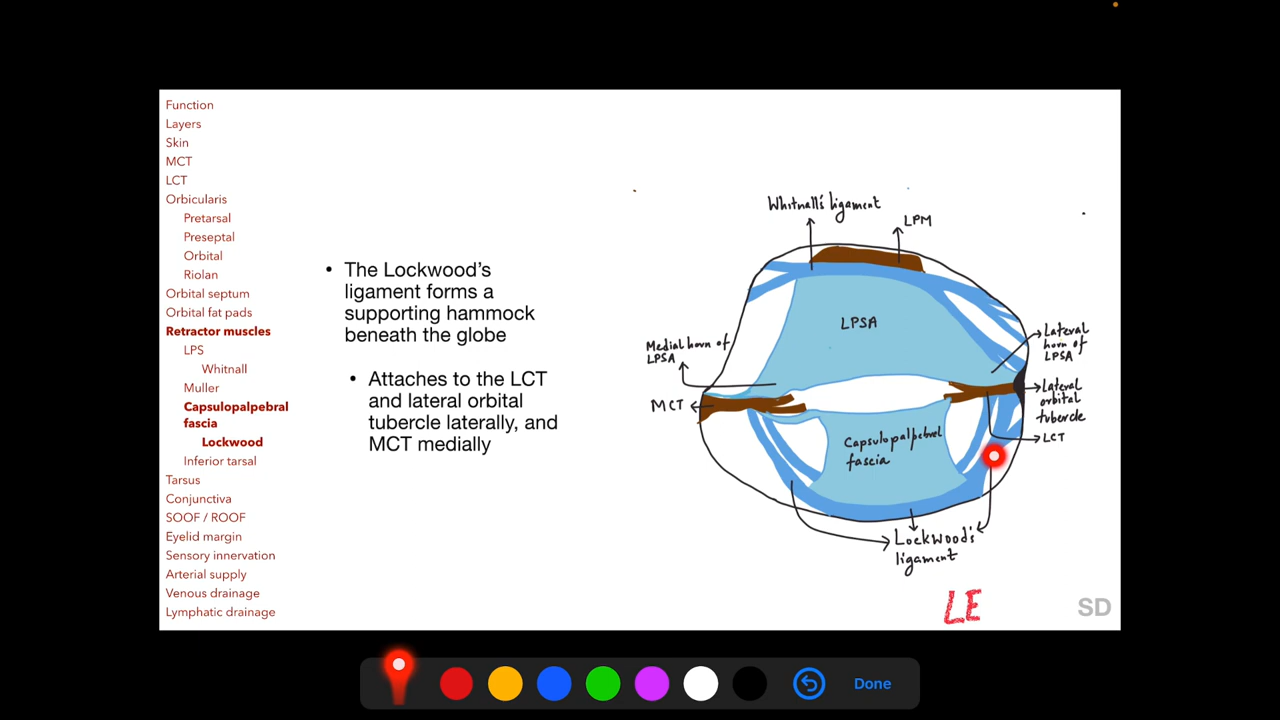 Function
Layers
Skin
MCT
LCT
Orbicularis
Pretarsal
Preseptal
Orbital
Riolan
Orbital septum
Orbital fat pads
Retractor muscles
LPS
Whitnall
Muller
Capsulopalpebral
fascia
Lockwood
Inferior tarsal
Tarsus
Conjunctiva
SOOF / ROOF
Eyelid margin
Sensory innervation
Arterial supply
Venous drainage
Lymphatic drainage
• The Lockwood's
ligament forms a
supporting hammock
beneath the globe
• Attaches to the LCT
and lateral orbital
tubercle laterally, and
MCT medially
Whitnall's ligament
LPM
LPSA
Medial horn of
LPSA
Lateral
horn of
LPSA
MCT
Lateral
orbital
tubercle
LCT
Capsulopalpebral
fascia
Lockwood's
ligament
LE
SD
Done